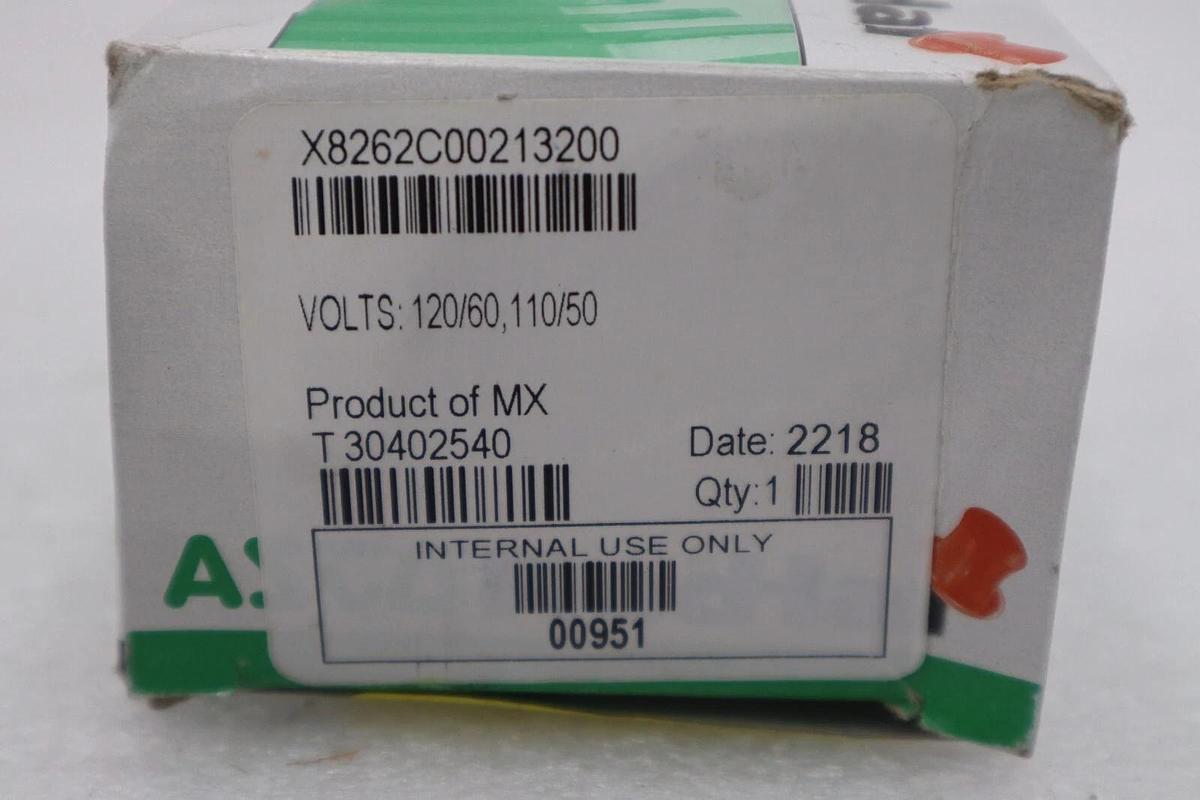 X8262C00213200
VOLTS: 120/60,110/50
Product of MX
T 30402540
Date: 2218
Qty:1
INTERNAL USE ONLY
00951